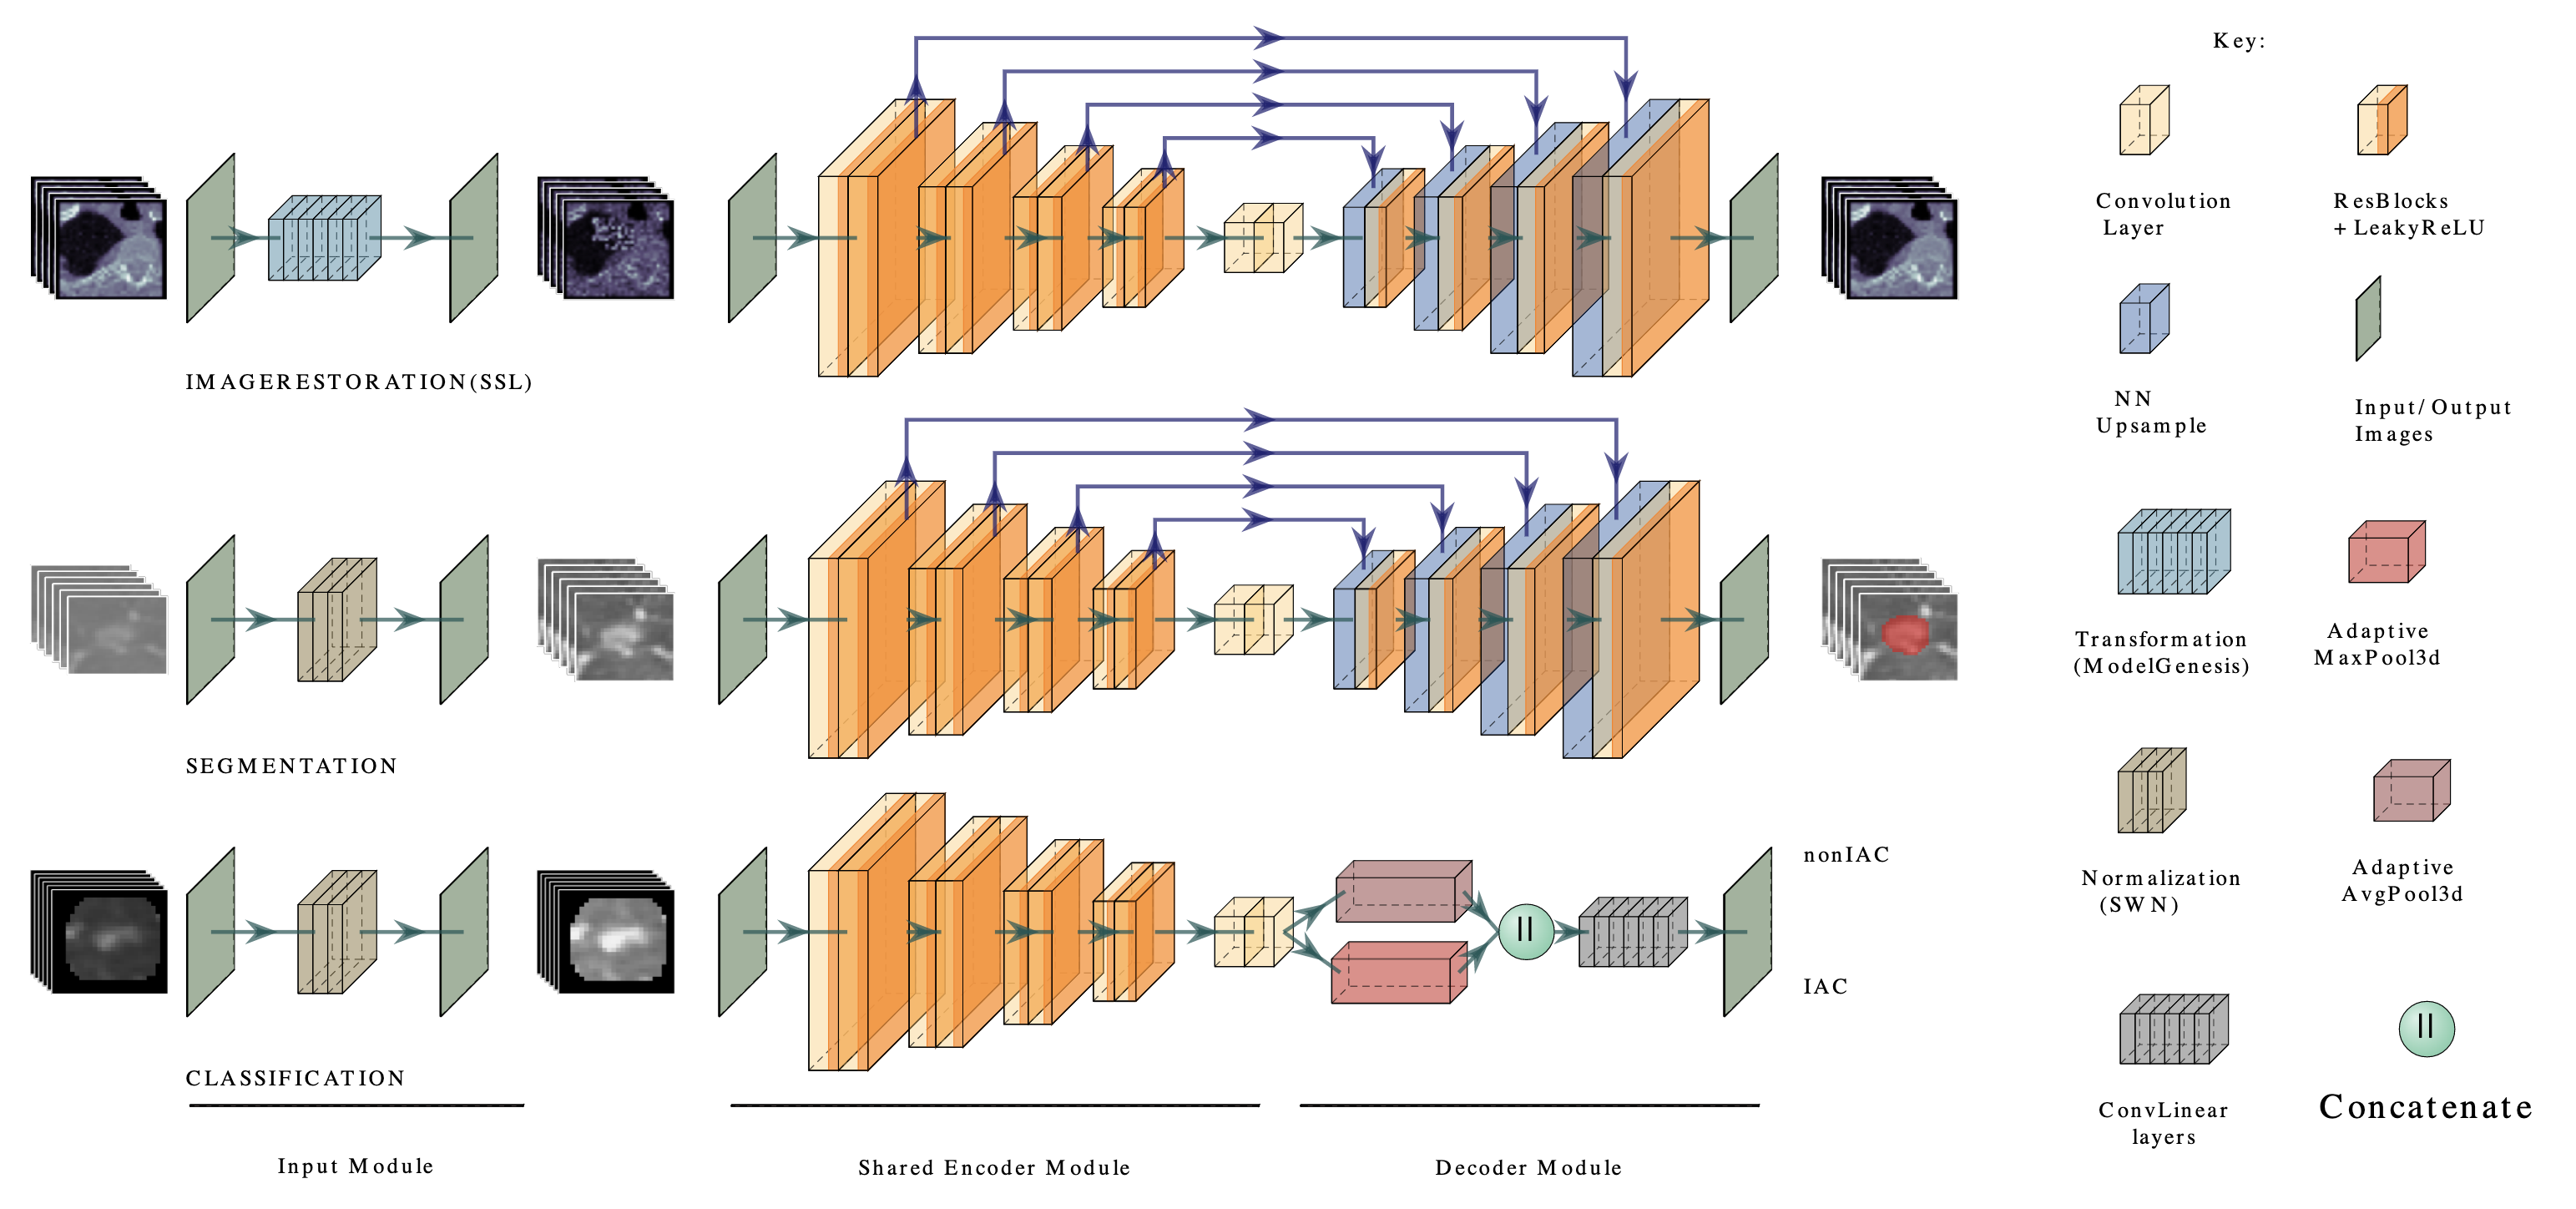 Key:
Convolution
Layer
ResBlocks
+ LeakyReLU
NN
Upsample
Input/Output
Images
Transformation
(ModelGenesis)
Adaptive
MaxPool3d
Normalization
(SWN)
Adaptive
AvgPool3d
ConvLinear
layers
||
Concatenate
IMAGERESTORATION(SSL)
SEGMENTATION
||
nonIAC
IAC
CLASSIFICATION
Input Module
Shared Encoder Module
Decoder Module